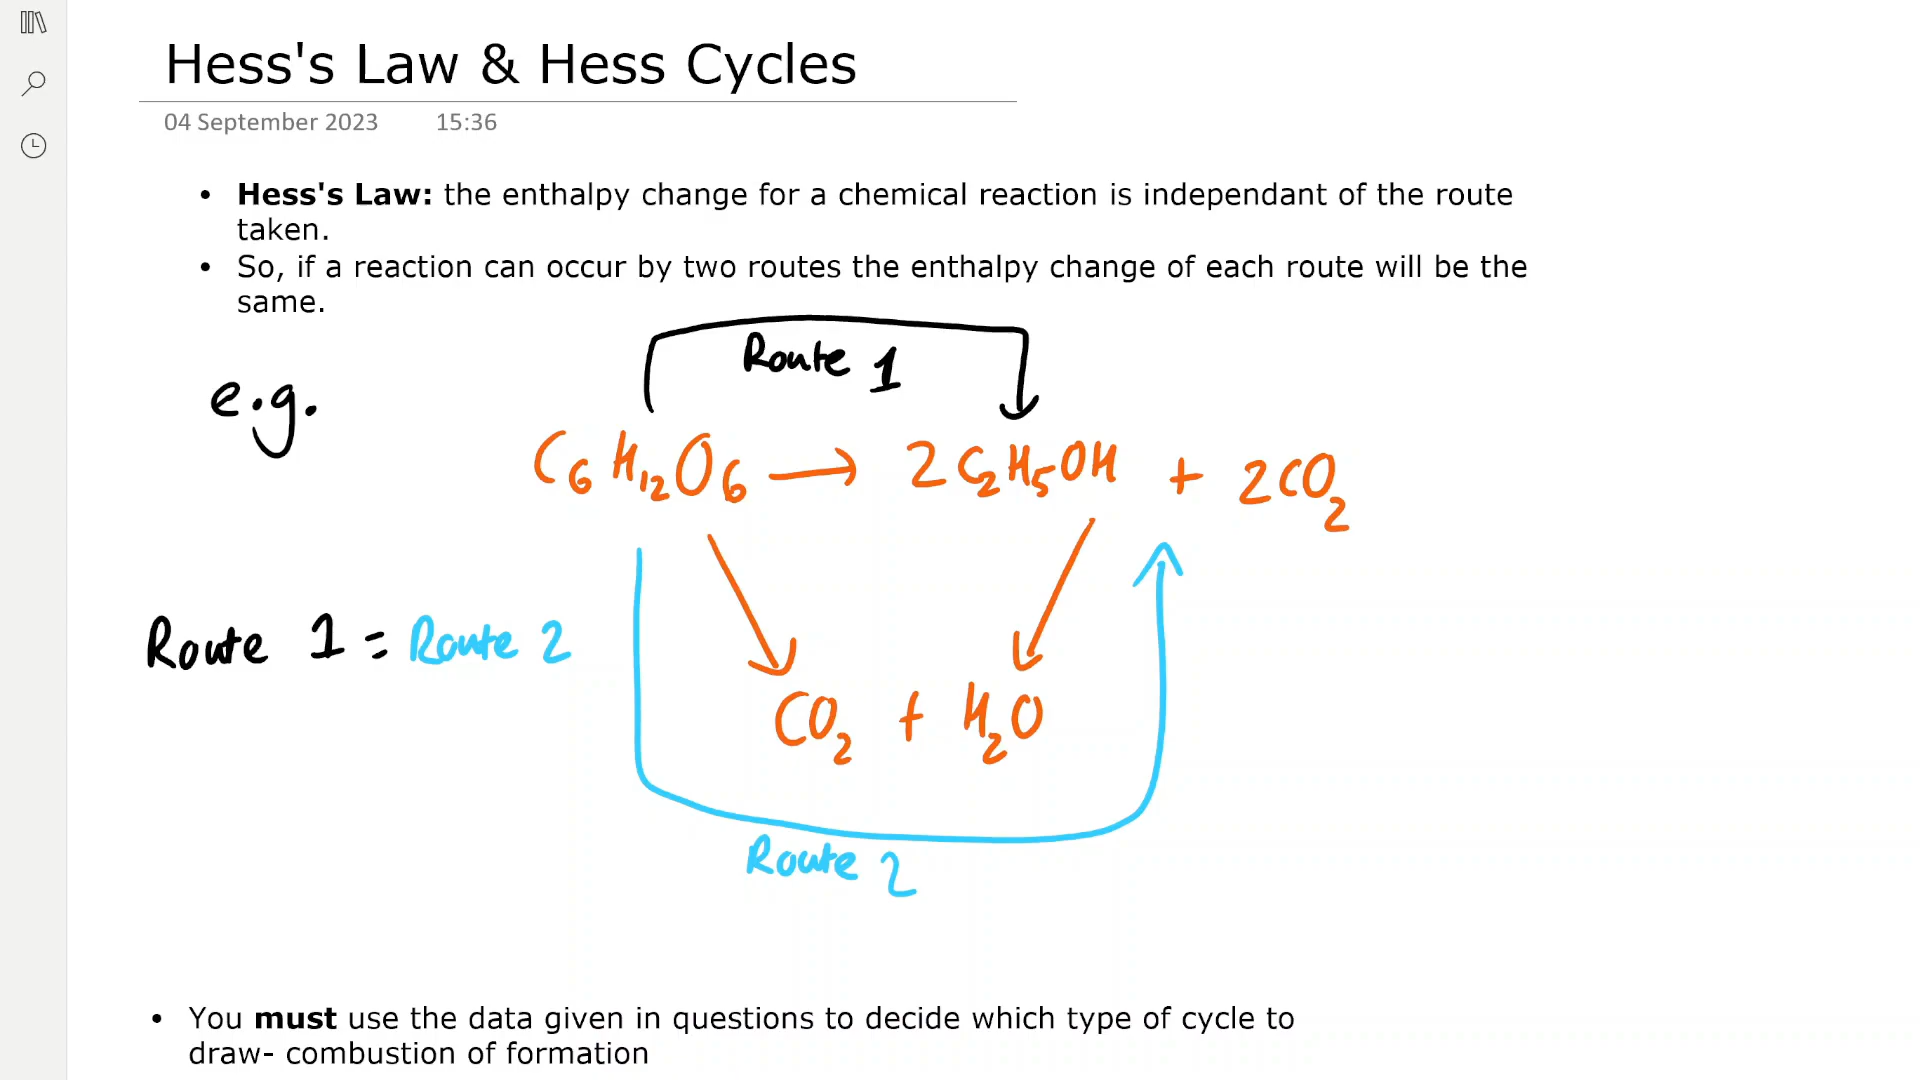 Hess's Law & Hess Cycles
04 September 2023 15:36
• Hess's Law: the enthalpy change for a chemical reaction is independant of the route
taken.
• So, if a reaction can occur by two routes the enthalpy change of each route will be the
same.
Route 1
e.g.
C₆H₁₂O₆ → 2C₂H₅OH + 2CO₂
Route 1 = Route 2
CO₂ + H₂O
Route 2
• You must use the data given in questions to decide which type of cycle to
draw- combustion of formation